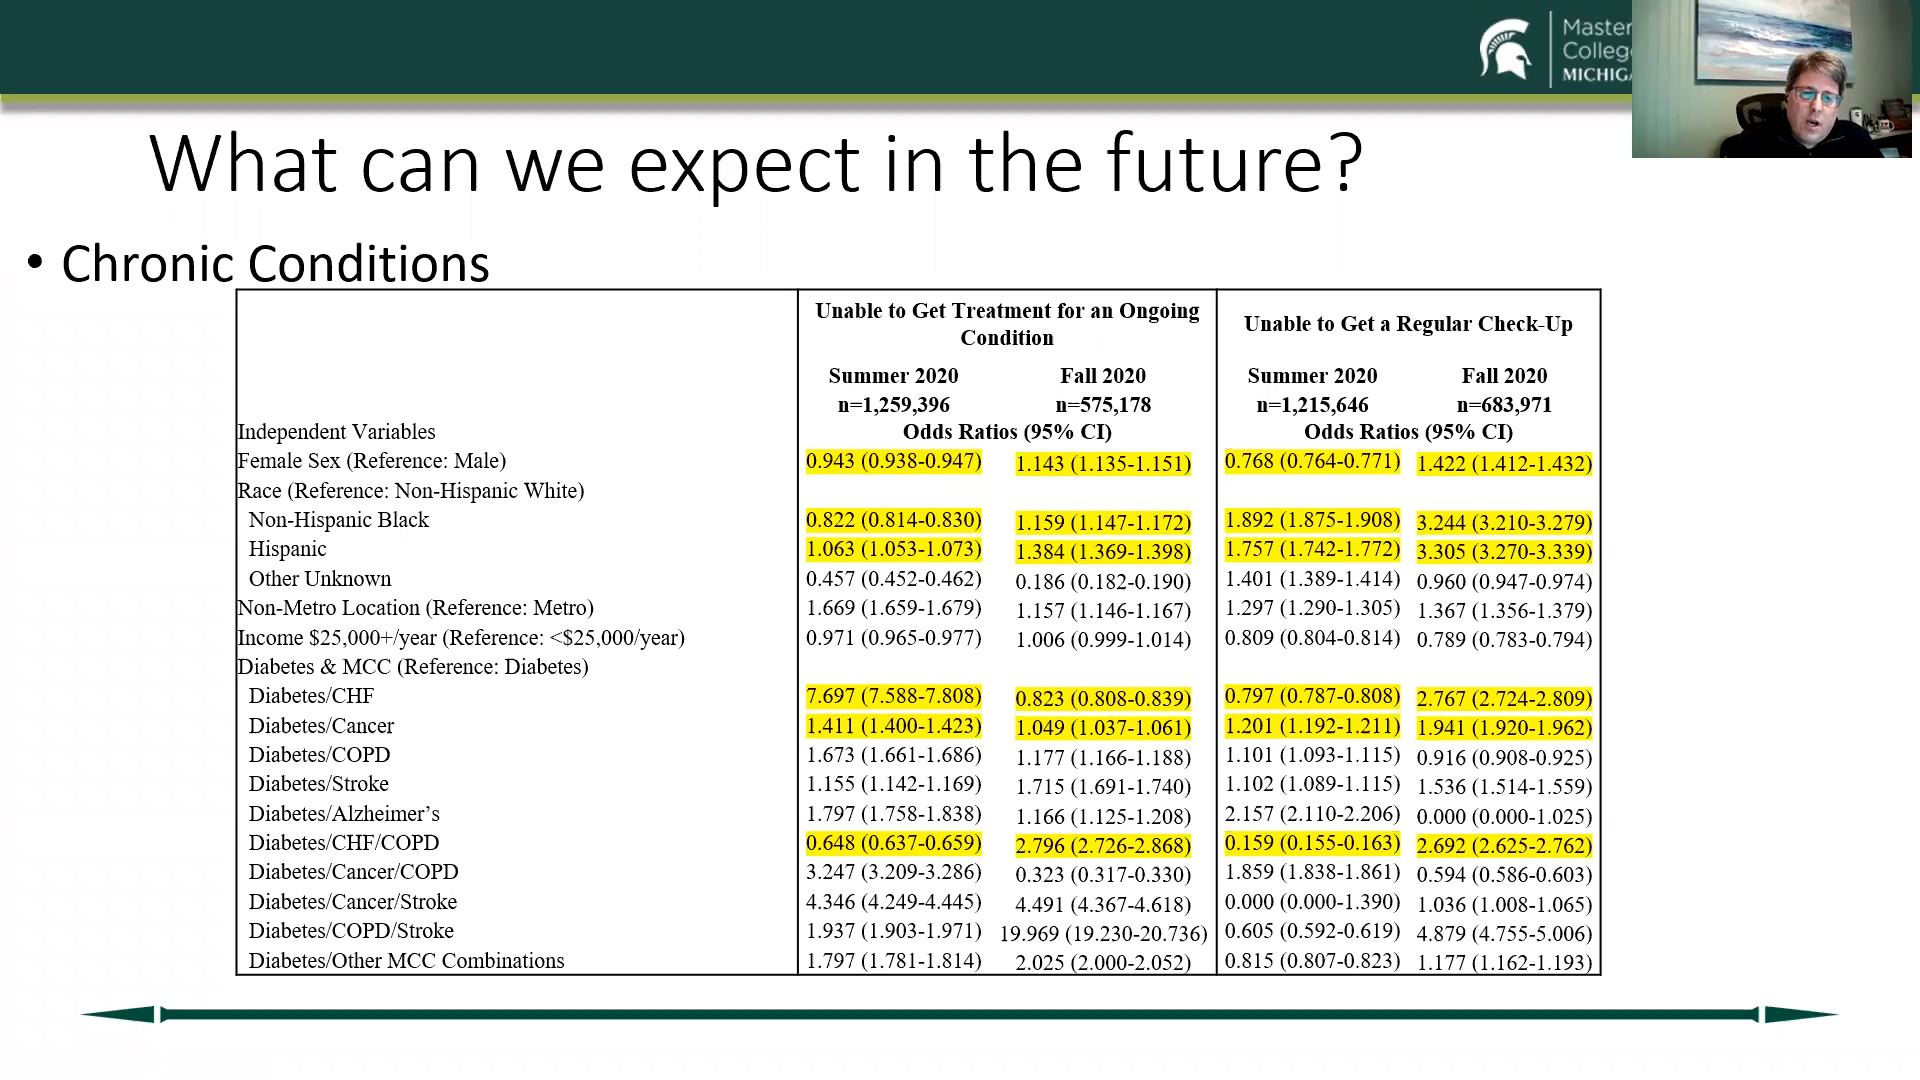 Master
College
MICHIG
What can we expect in the future?
• Chronic Conditions
Unable to Get Treatment for an Ongoing
Condition
Unable to Get a Regular Check-Up
Summer 2020 Fall 2020 Summer 2020 Fall 2020
n=1,259,396 n=575,178 n=1,215,646 n=683,971
Independent Variables Odds Ratios (95% CI) Odds Ratios (95% CI)
Female Sex (Reference: Male) 0.943 (0.938-0.947) 1.143 (1.135-1.151) 0.768 (0.764-0.771) 1.422 (1.412-1.432)
Race (Reference: Non-Hispanic White)
Non-Hispanic Black 0.822 (0.814-0.830) 1.159 (1.147-1.172) 1.892 (1.875-1.908) 3.244 (3.210-3.279)
Hispanic 1.063 (1.053-1.073) 1.384 (1.369-1.398) 1.757 (1.742-1.772) 3.305 (3.270-3.339)
Other Unknown 0.457 (0.452-0.462) 0.186 (0.182-0.190) 1.401 (1.389-1.414) 0.960 (0.947-0.974)
Non-Metro Location (Reference: Metro) 1.669 (1.659-1.679) 1.157 (1.146-1.167) 1.297 (1.290-1.305) 1.367 (1.356-1.379)
Income $25,000+/year (Reference: <$25,000/year) 0.971 (0.965-0.977) 1.006 (0.999-1.014) 0.809 (0.804-0.814) 0.789 (0.783-0.794)
Diabetes & MCC (Reference: Diabetes)
Diabetes/CHF 7.697 (7.588-7.808) 0.823 (0.808-0.839) 0.797 (0.787-0.808) 2.767 (2.724-2.809)
Diabetes/Cancer 1.411 (1.400-1.423) 1.049 (1.037-1.061) 1.201 (1.192-1.211) 1.941 (1.920-1.962)
Diabetes/COPD 1.673 (1.661-1.686) 1.177 (1.166-1.188) 1.101 (1.093-1.115) 0.916 (0.908-0.925)
Diabetes/Stroke 1.155 (1.142-1.169) 1.715 (1.691-1.740) 1.102 (1.089-1.115) 1.536 (1.514-1.559)
Diabetes/Alzheimer’s 1.797 (1.758-1.838) 1.166 (1.125-1.208) 2.157 (2.110-2.206) 0.000 (0.000-1.025)
Diabetes/CHF/COPD 0.648 (0.637-0.659) 2.796 (2.726-2.868) 0.159 (0.155-0.163) 2.692 (2.625-2.762)
Diabetes/Cancer/COPD 3.247 (3.209-3.286) 0.323 (0.317-0.330) 1.859 (1.838-1.861) 0.594 (0.586-0.603)
Diabetes/Cancer/Stroke 4.346 (4.249-4.445) 4.491 (4.367-4.618) 0.000 (0.000-1.390) 1.036 (1.008-1.065)
Diabetes/COPD/Stroke 1.937 (1.903-1.971) 19.969 (19.230-20.736) 0.605 (0.592-0.619) 4.879 (4.755-5.006)
Diabetes/Other MCC Combinations 1.797 (1.781-1.814) 2.025 (2.000-2.052) 0.815 (0.807-0.823) 1.177 (1.162-1.193)